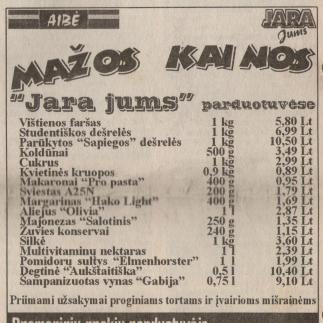 AIBĖ
JARA
Jums
MAŽOS KAINOS
"Jara jums" parduotuvėse
Vištienos faršas 1 kg 5,80 Lt
Studentiškos dešrelės 1 kg 6,99 Lt
Parūkytos "Sapiegos" dešrelės 1 kg 10,50 Lt
Koldūnai 500 g 3,49 Lt
Cukrus 1 kg 2,99 Lt
Kvietinės kruopos 0,9 kg 0,89 Lt
Makaronai "Pro pasta" 400 g 0,95 Lt
Sviestas A25N 200 g 1,79 Lt
Margarinas "Hako Light" 400 g 1,69 Lt
Aliejus "Olivia" 1 l 2,87 Lt
Majonezas "Salotinis" 250 g 1,35 Lt
Žuvies konservai 240 g 1,15 Lt
Silkė 1 kg 3,60 Lt
Multivitaminų nektaras 1 l 2,39 Lt
Pomidorų sultys "Elmenhorster" 1 l 1,99 Lt
Degtinė "Aukštaitiška" 0,5 l 10,40 Lt
Šampanizuotas vynas "Gabija" 0,75 l 9,10 Lt
Priimami užsakymai proginiams tortams ir įvairioms mišrainėms